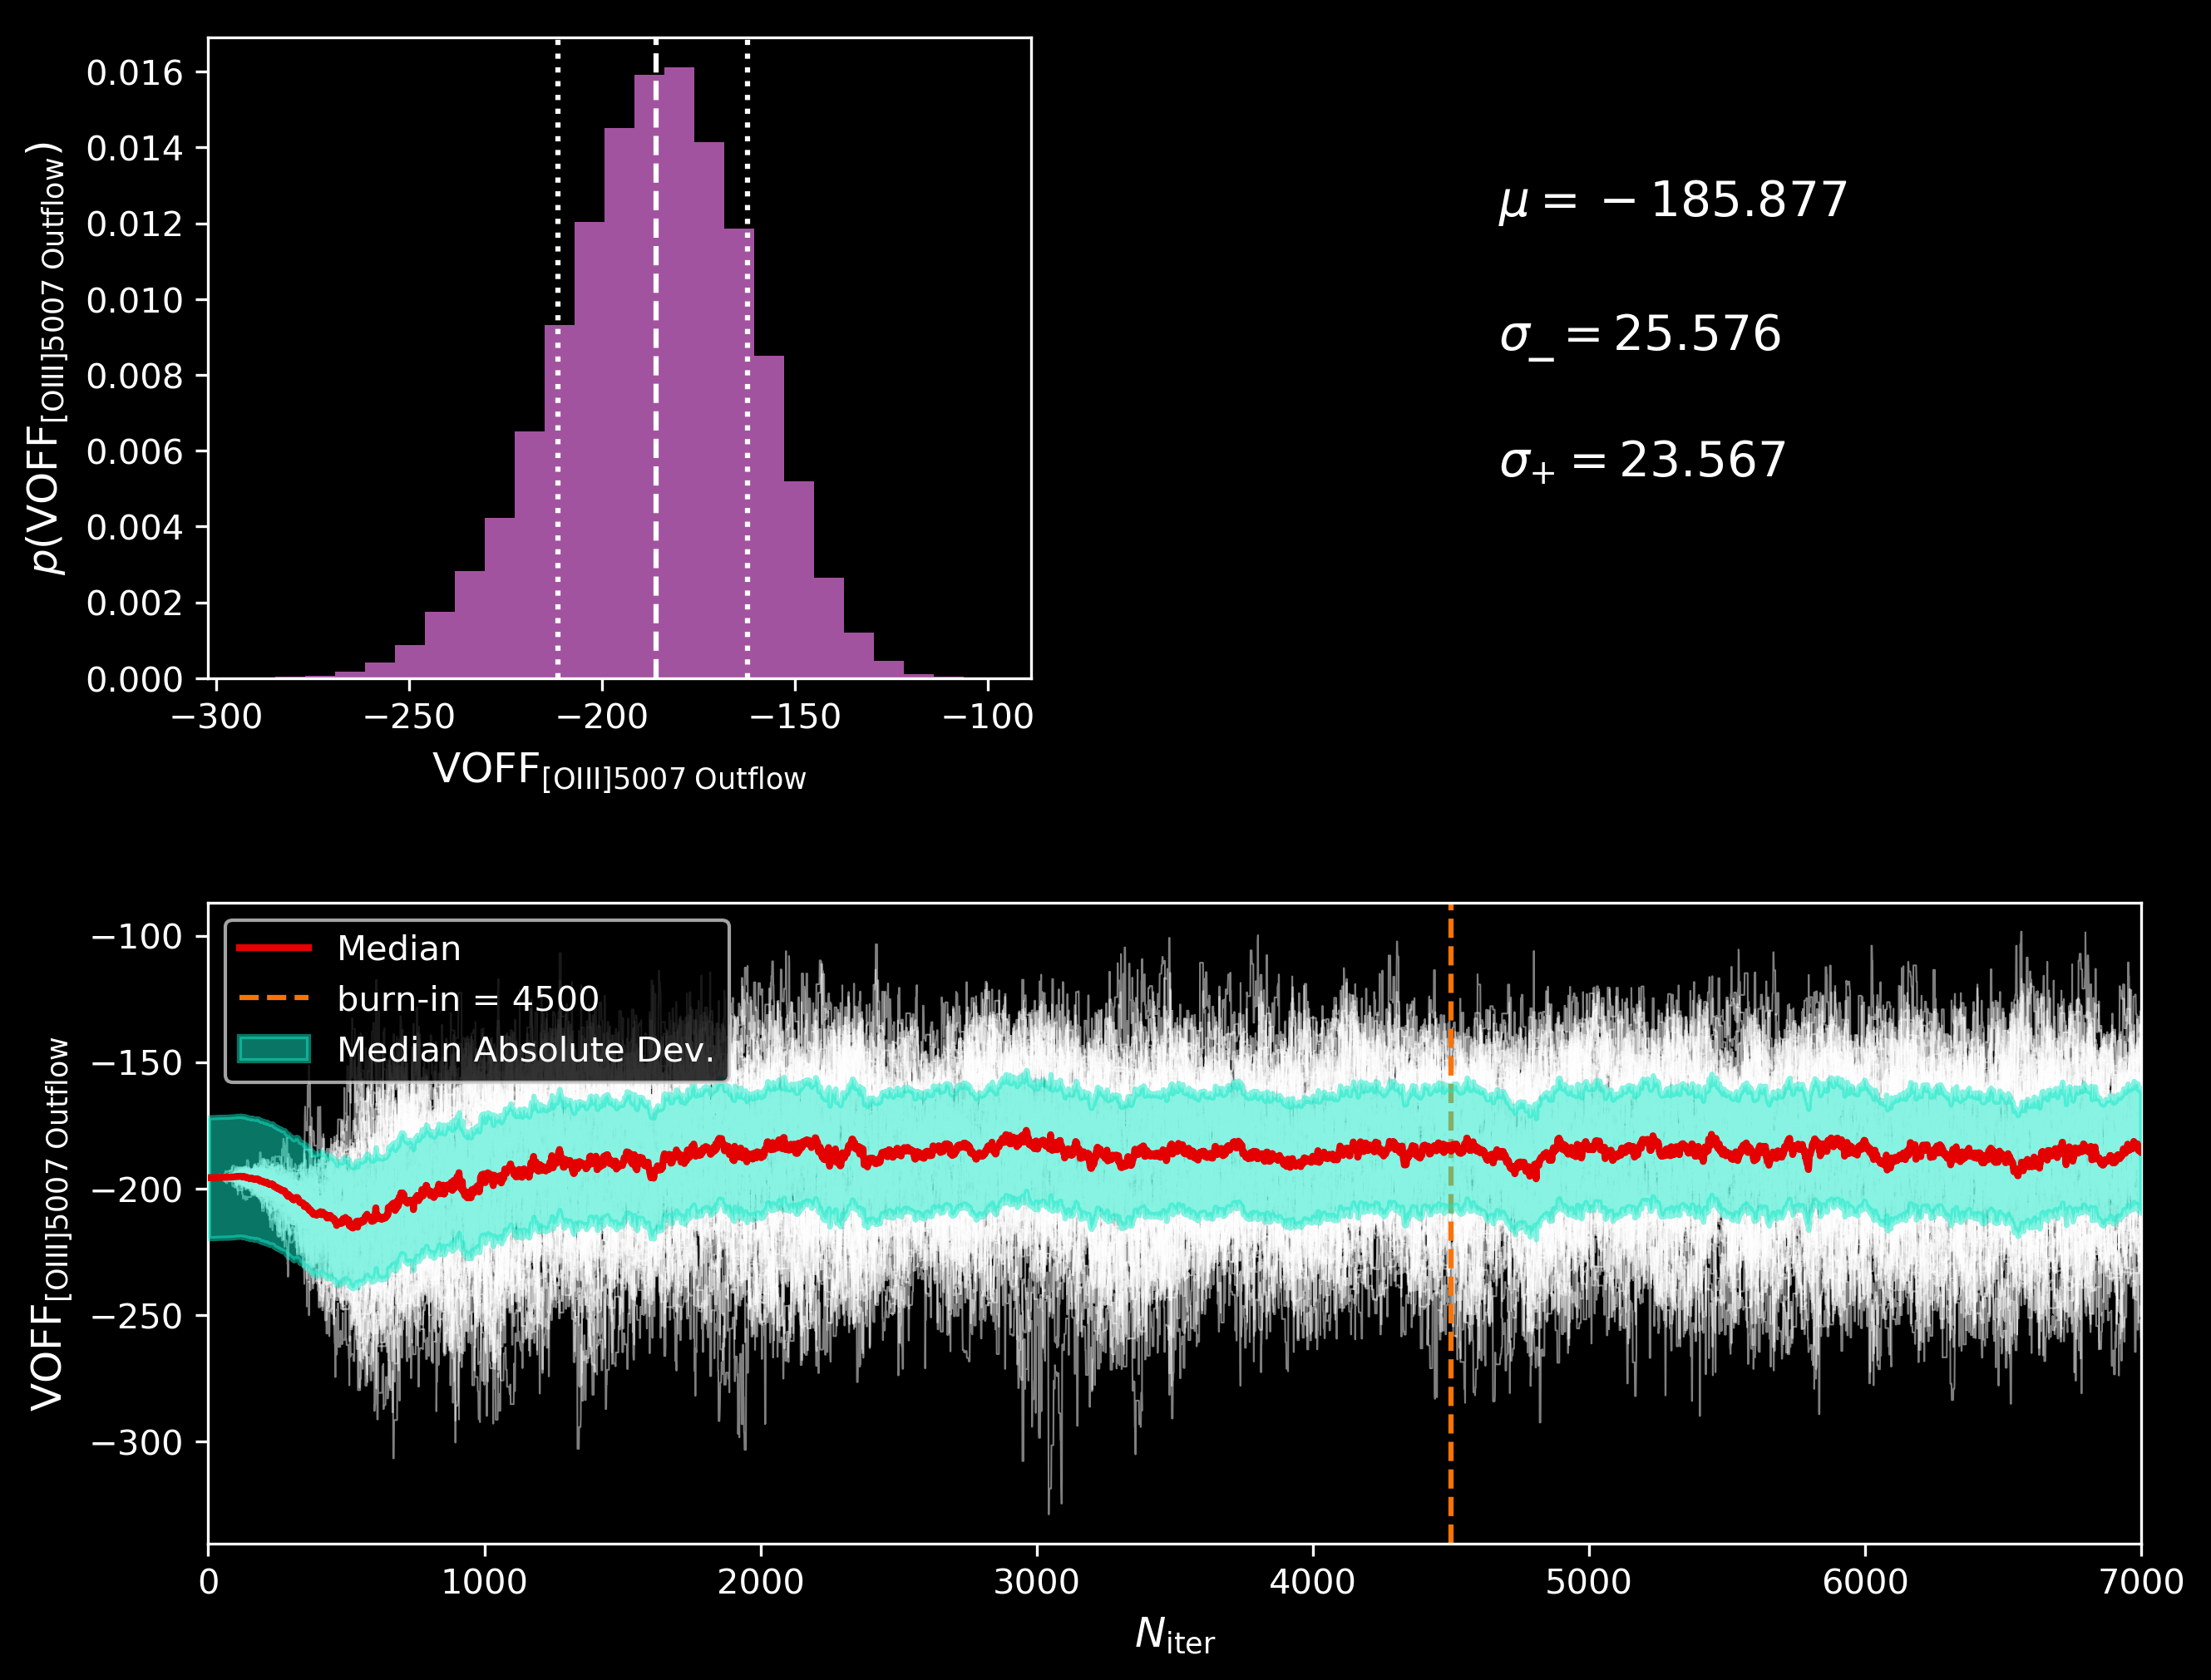 0.016
0.014
0.012
0.010
0.008
0.006
0.004
0.002
0.000
p(VOFF[OIII]5007 Outflow)
−300 −250 −200 −150 −100
VOFF[OIII]5007 Outflow
μ = −185.877
σ− = 25.576
σ+ = 23.567
−100
−150
−200
−250
−300
VOFF[OIII]5007 Outflow
Median
burn-in = 4500
Median Absolute Dev.
0 1000 2000 3000 4000 5000 6000 7000
Niter